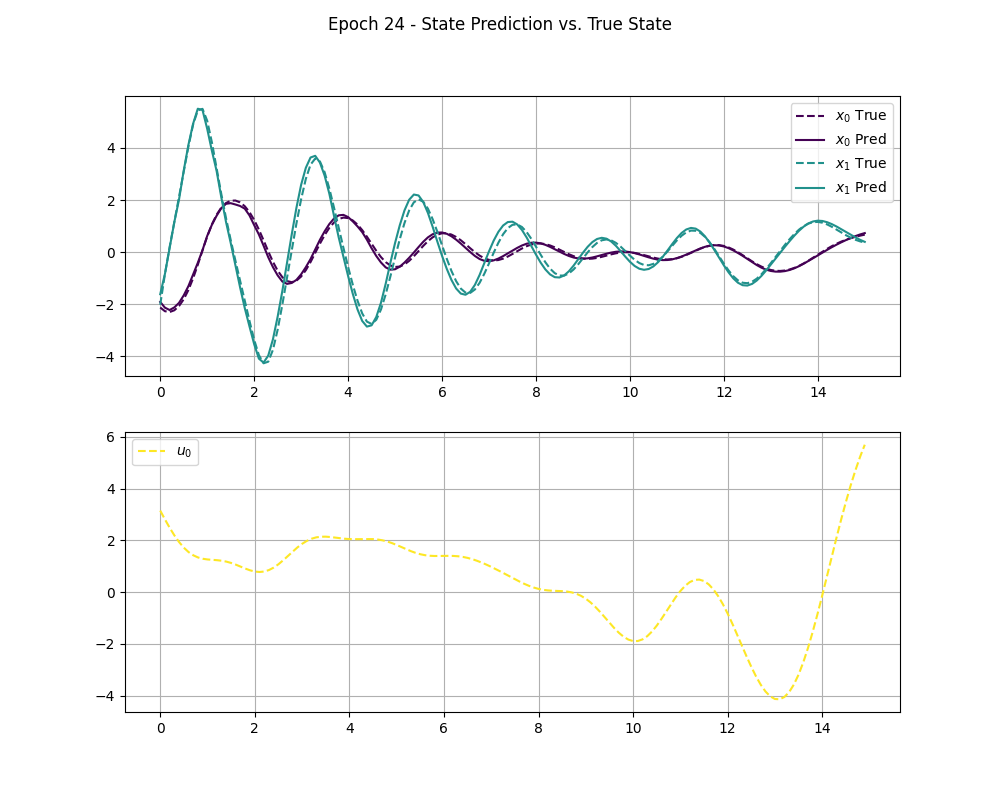 Epoch 24 - State Prediction vs. True State
4
2
0
−2
−4
x₀ True
x₀ Pred
x₁ True
x₁ Pred
0 2 4 6 8 10 12 14
6
4
2
0
−2
−4
u₀
0 2 4 6 8 10 12 14